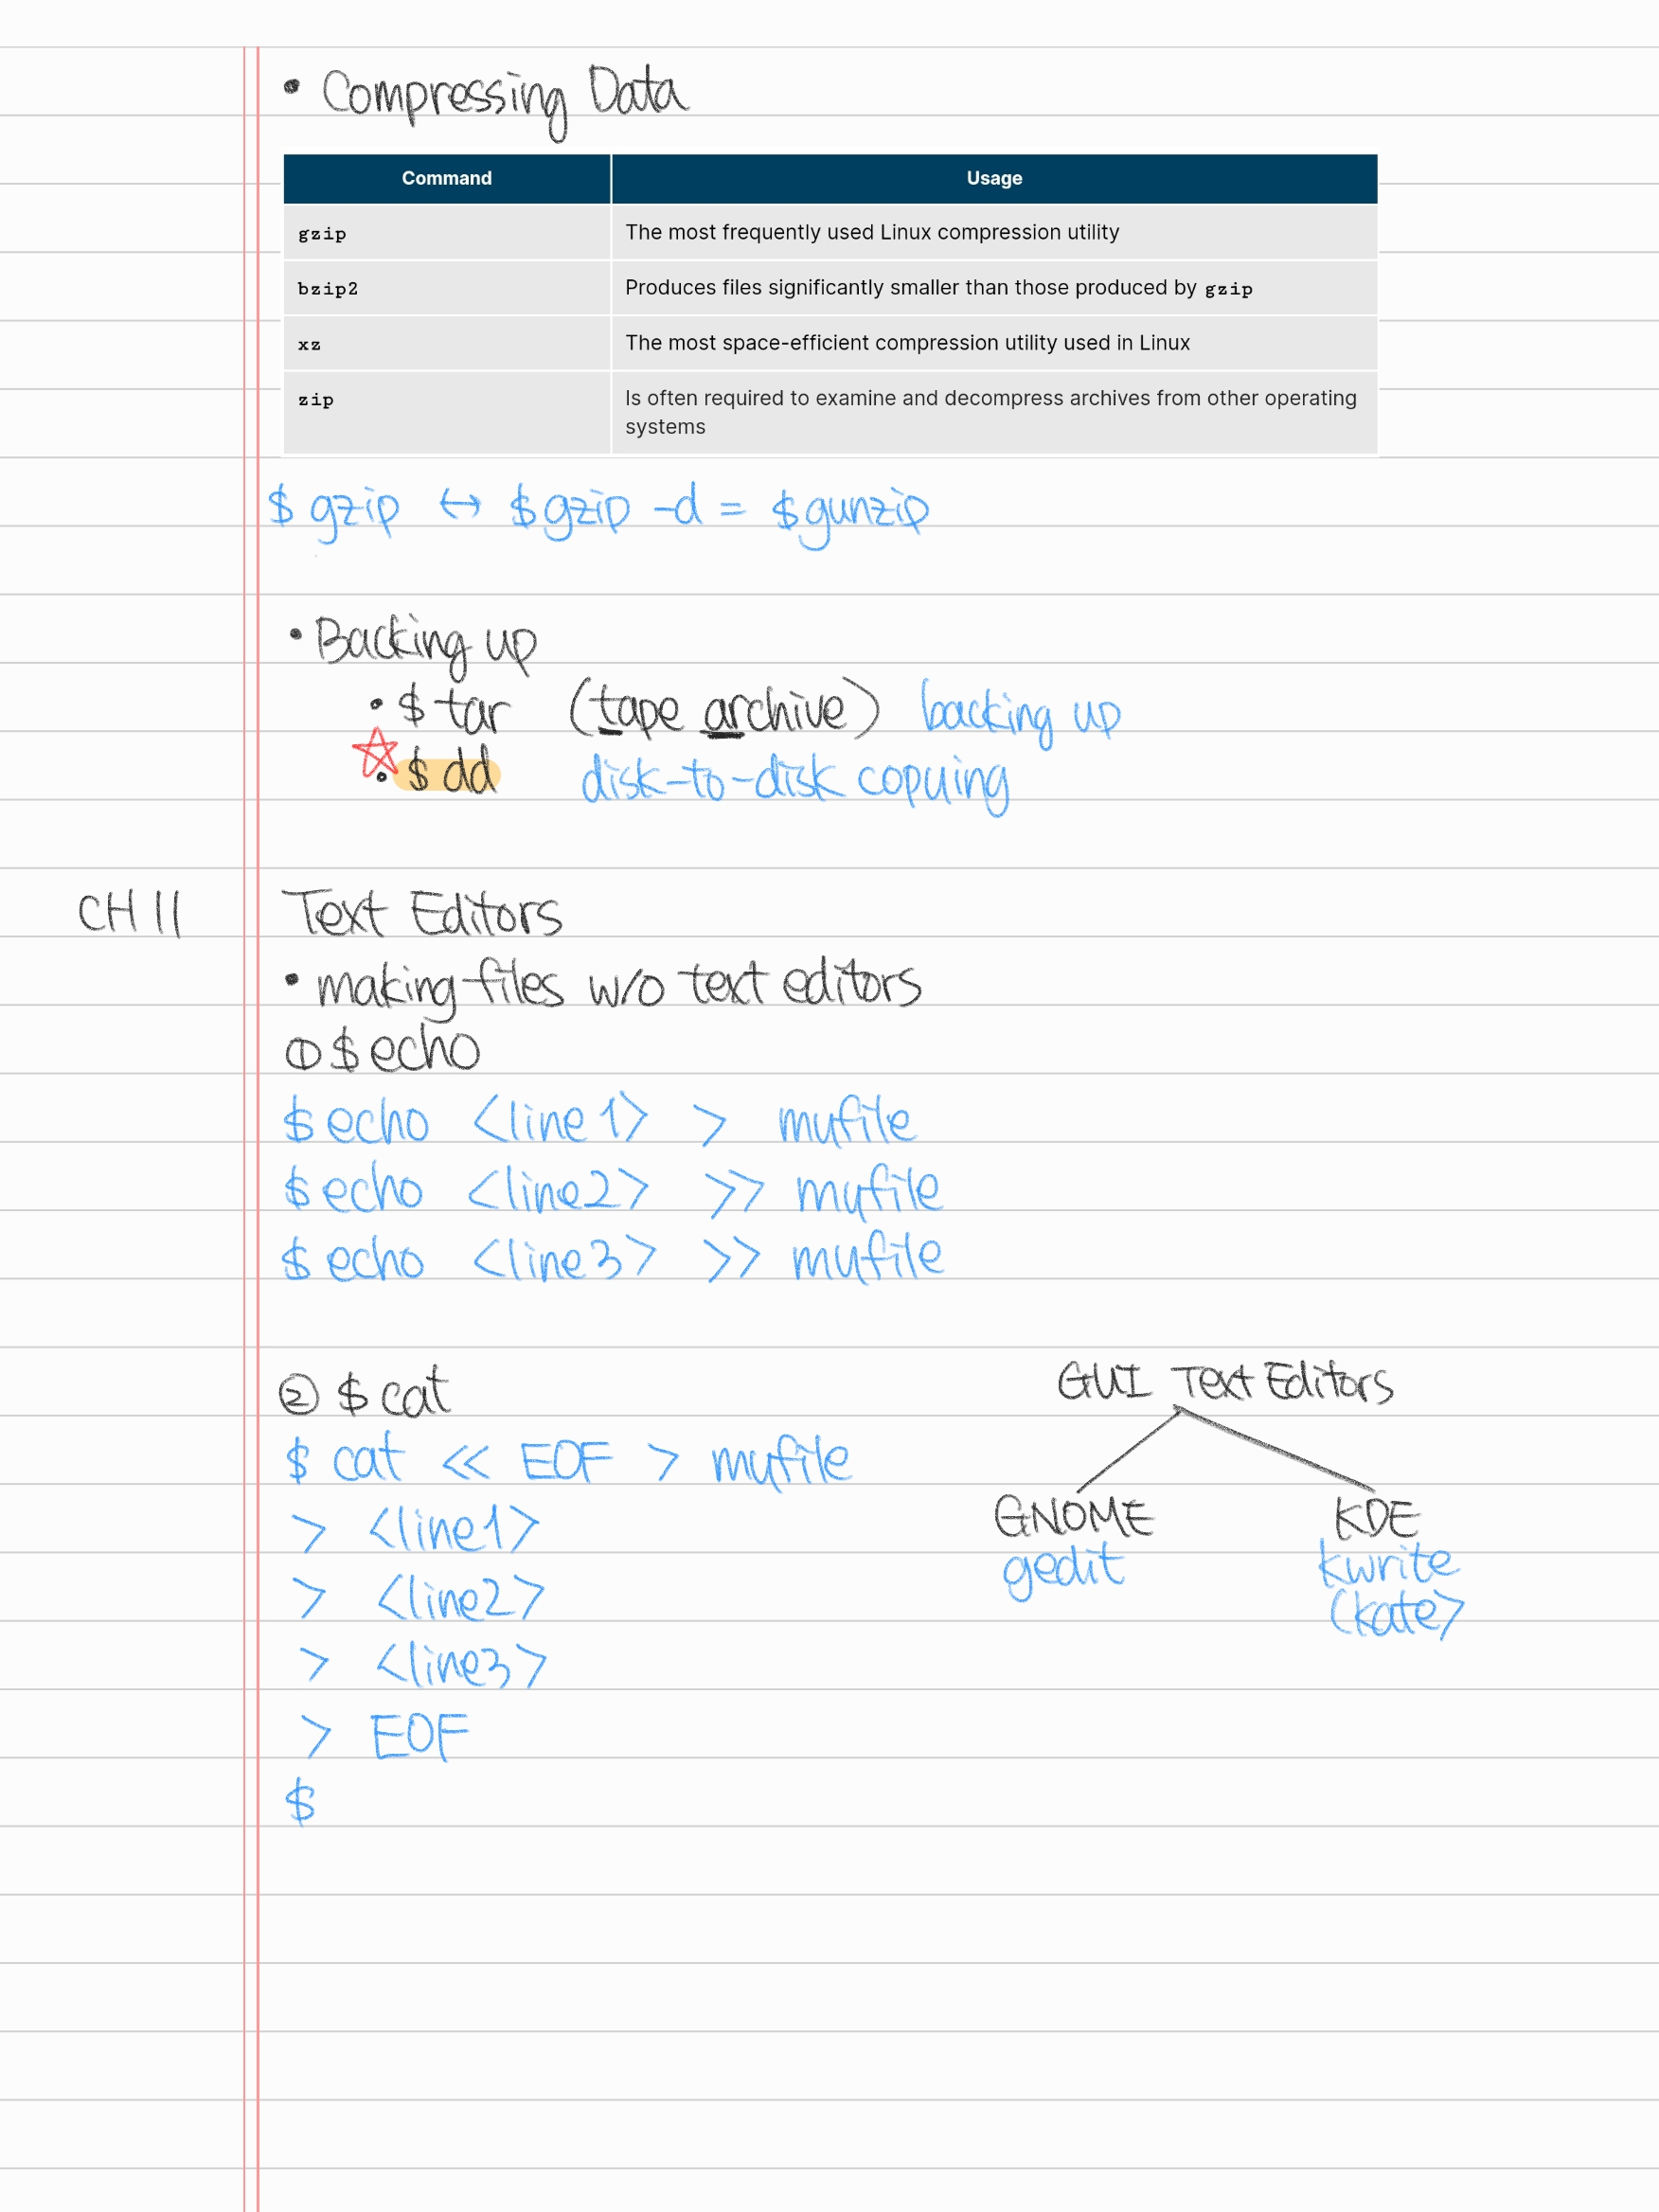 • Compressing Data
Command Usage
gzip The most frequently used Linux compression utility
bzip2 Produces files significantly smaller than those produced by gzip
xz The most space-efficient compression utility used in Linux
zip Is often required to examine and decompress archives from other operating
systems
$ gzip ↔ $gzip -d = $gunzip
• Backing up
• $ tar (tape archive) backing up
☆ • $ dd disk-to-disk copying
CH 11 Text Editors
• making files w/o text editors
① $echo
$ echo <line1> > myfile
$ echo <line2> >> myfile
$ echo <line3> >> myfile
② $ cat
$ cat << EOF > myfile
> <line1>
> <line2>
> <line3>
> EOF
$
GUI Text Editors
GNOME KDE
gedit kwrite
(kate)